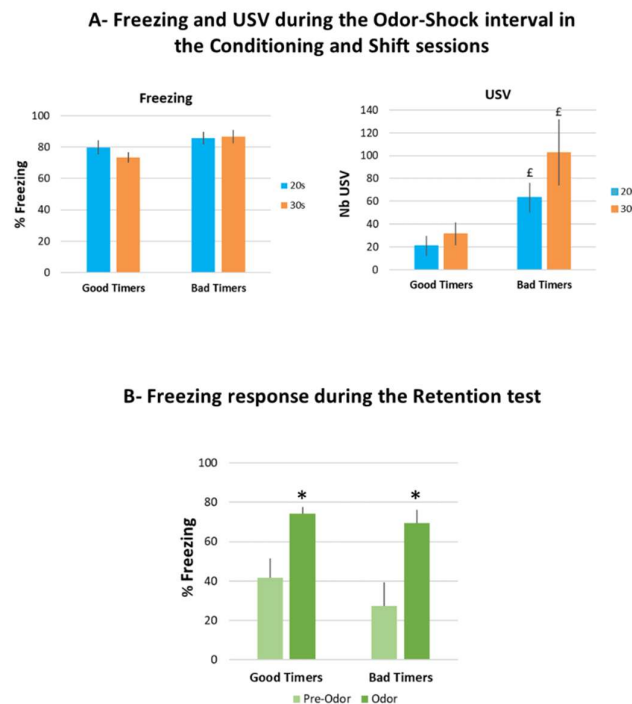 A- Freezing and USV during the Odor-Shock interval in
the Conditioning and Shift sessions
Freezing
% Freezing
100
80
60
40
20
0
Good Timers
Bad Timers
20s
30s
USV
Nb USV
140
120
100
80
60
40
20
0
£
£
Good Timers
Bad Timers
20
30
B- Freezing response during the Retention test
% Freezing
100
80
60
40
20
0
*
*
Good Timers
Bad Timers
Pre-Odor
Odor